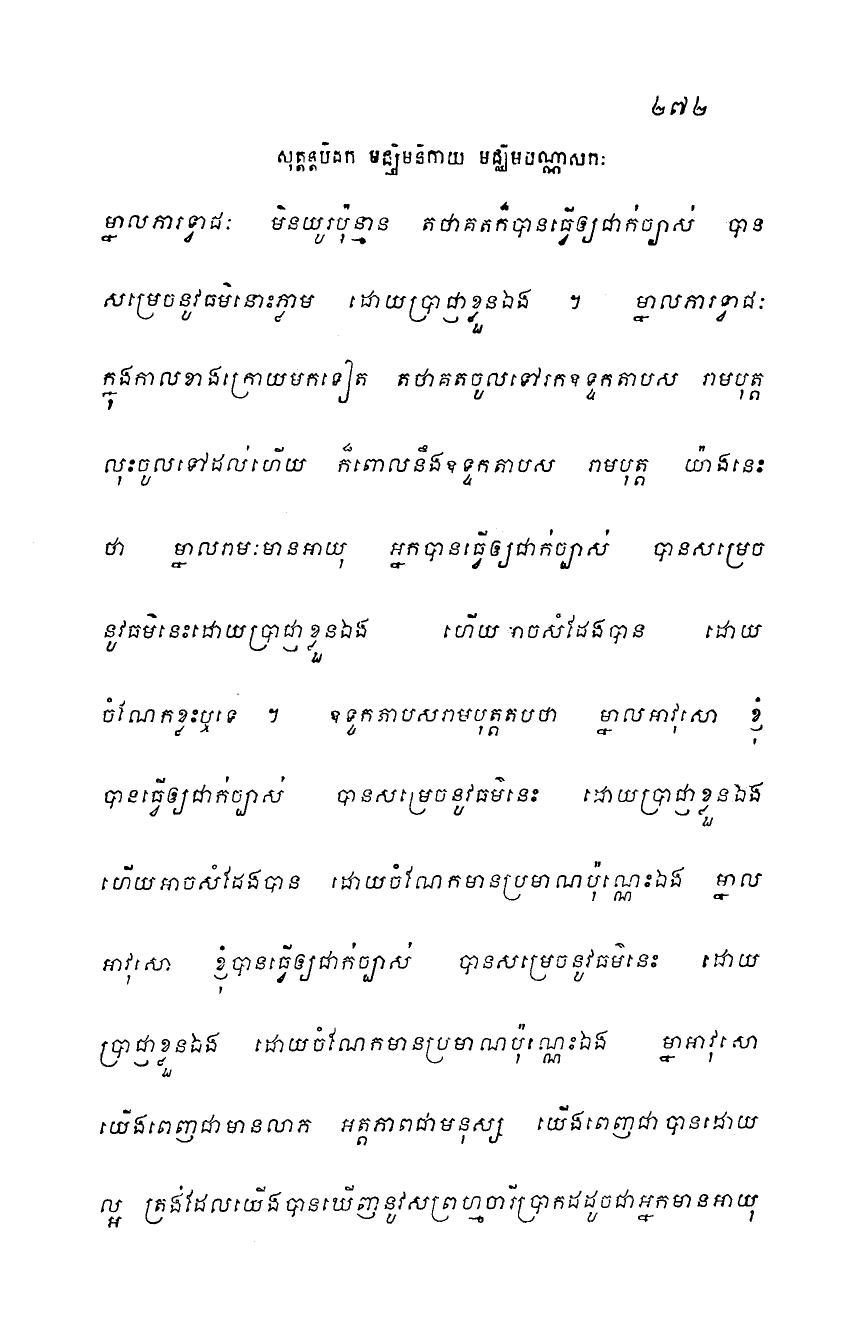 ២៧២
សុត្តន្តបិដក មជ្ឈិមនិកាយ មជ្ឈិមបណ្ណាសកៈ
ម្នាលភារទ្វាជៈ មិនយូរប៉ុន្មាន តថាគតក៏បានធ្វើឲ្យជាក់ច្បាស់ បាន
សម្រេចនូវធម៌នោះភ្លាម ដោយប្រាជ្ញាខ្លួនឯង ។ ម្នាលភារទ្វាជៈ
ក្នុងកាលខាងក្រោយមកទៀត តថាគតចូលទៅរកឧទ្ទកតាបស រាមបុត្ត
លុះចូលទៅដល់ហើយ ក៏ពោលនឹងឧទ្ទកតាបស រាមបុត្ត យ៉ាងនេះ
ថា ម្នាលរាមៈមានអាយុ អ្នកបានធ្វើឲ្យជាក់ច្បាស់ បានសម្រេច
នូវធម៌នេះដោយប្រាជ្ញាខ្លួនឯង ហើយអាចសំដែងបាន ដោយ
ចំណែកខ្លះឬទេ ។ ឧទ្ទកតាបសរាមបុត្តតបថា ម្នាលអាវុសោ ខ្ញុំ
បានធ្វើឲ្យជាក់ច្បាស់ បានសម្រេចនូវធម៌នេះ ដោយប្រាជ្ញាខ្លួនឯង
ហើយអាចសំដែងបាន ដោយចំណែកមានប្រមាណប៉ុណ្ណេះឯង ម្នាល
អាវុសោ ខ្ញុំបានធ្វើឲ្យជាក់ច្បាស់ បានសម្រេចនូវធម៌នេះ ដោយ
ប្រាជ្ញាខ្លួនឯង ដោយចំណែកមានប្រមាណប៉ុណ្ណេះឯង ម្នាអាវុសោ
យើងពេញជាមានលាភ អត្តភាពជាមនុស្ស យើងពេញជាបានដោយ
ល្អ ត្រង់ដែលយើងបានឃើញនូវសព្រហ្មចារីប្រាកដដូចជាអ្នកមានអាយុ